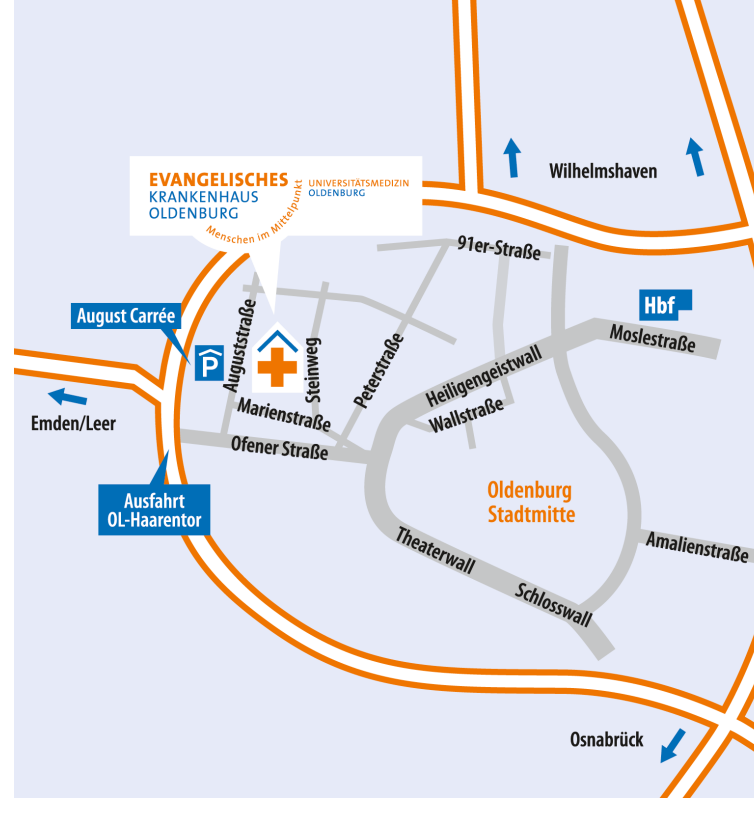 Wilhelmshaven
EVANGELISCHES
KRANKENHAUS
OLDENBURG
Menschen im Mittelpunkt
UNIVERSITÄTSMEDIZIN
OLDENBURG
91er-Straße
Hbf
August Carrée
P
Auguststraße
Steinweg
Peterstraße
Moslestraße
Heiligengeistwall
Wallstraße
Emden/Leer
Marienstraße
Ofener Straße
Ausfahrt
OL-Haarentor
Oldenburg
Stadtmitte
Theaterwall
Schlosswall
Amalienstraße
Osnabrück